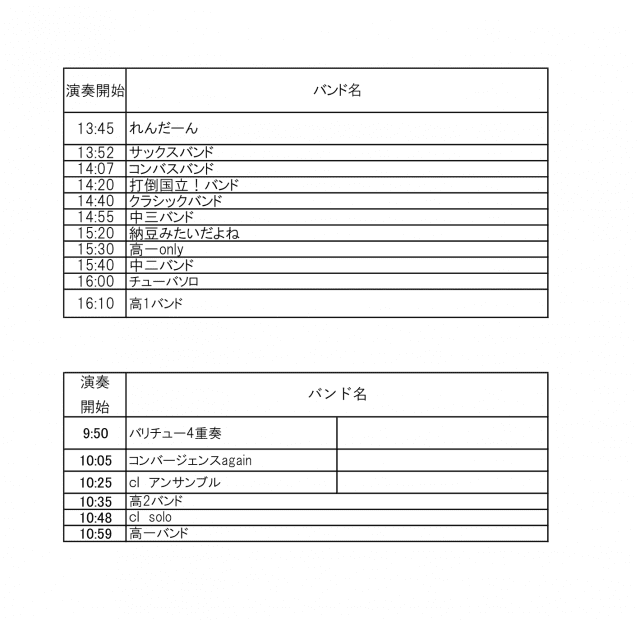 演奏開始 バンド名
13:45 れんだーん
13:52 サックスバンド
14:07 コンバスバンド
14:20 打倒国立！バンド
14:40 クラシックバンド
14:55 中三バンド
15:20 納豆みたいだよね
15:30 高一only
15:40 中二バンド
16:00 チューバソロ
16:10 高1バンド
演奏
開始 バンド名
9:50 バリチュー4重奏
10:05 コンバージェンスagain
10:25 cl アンサンブル
10:35 高2バンド
10:48 cl solo
10:59 高一バンド